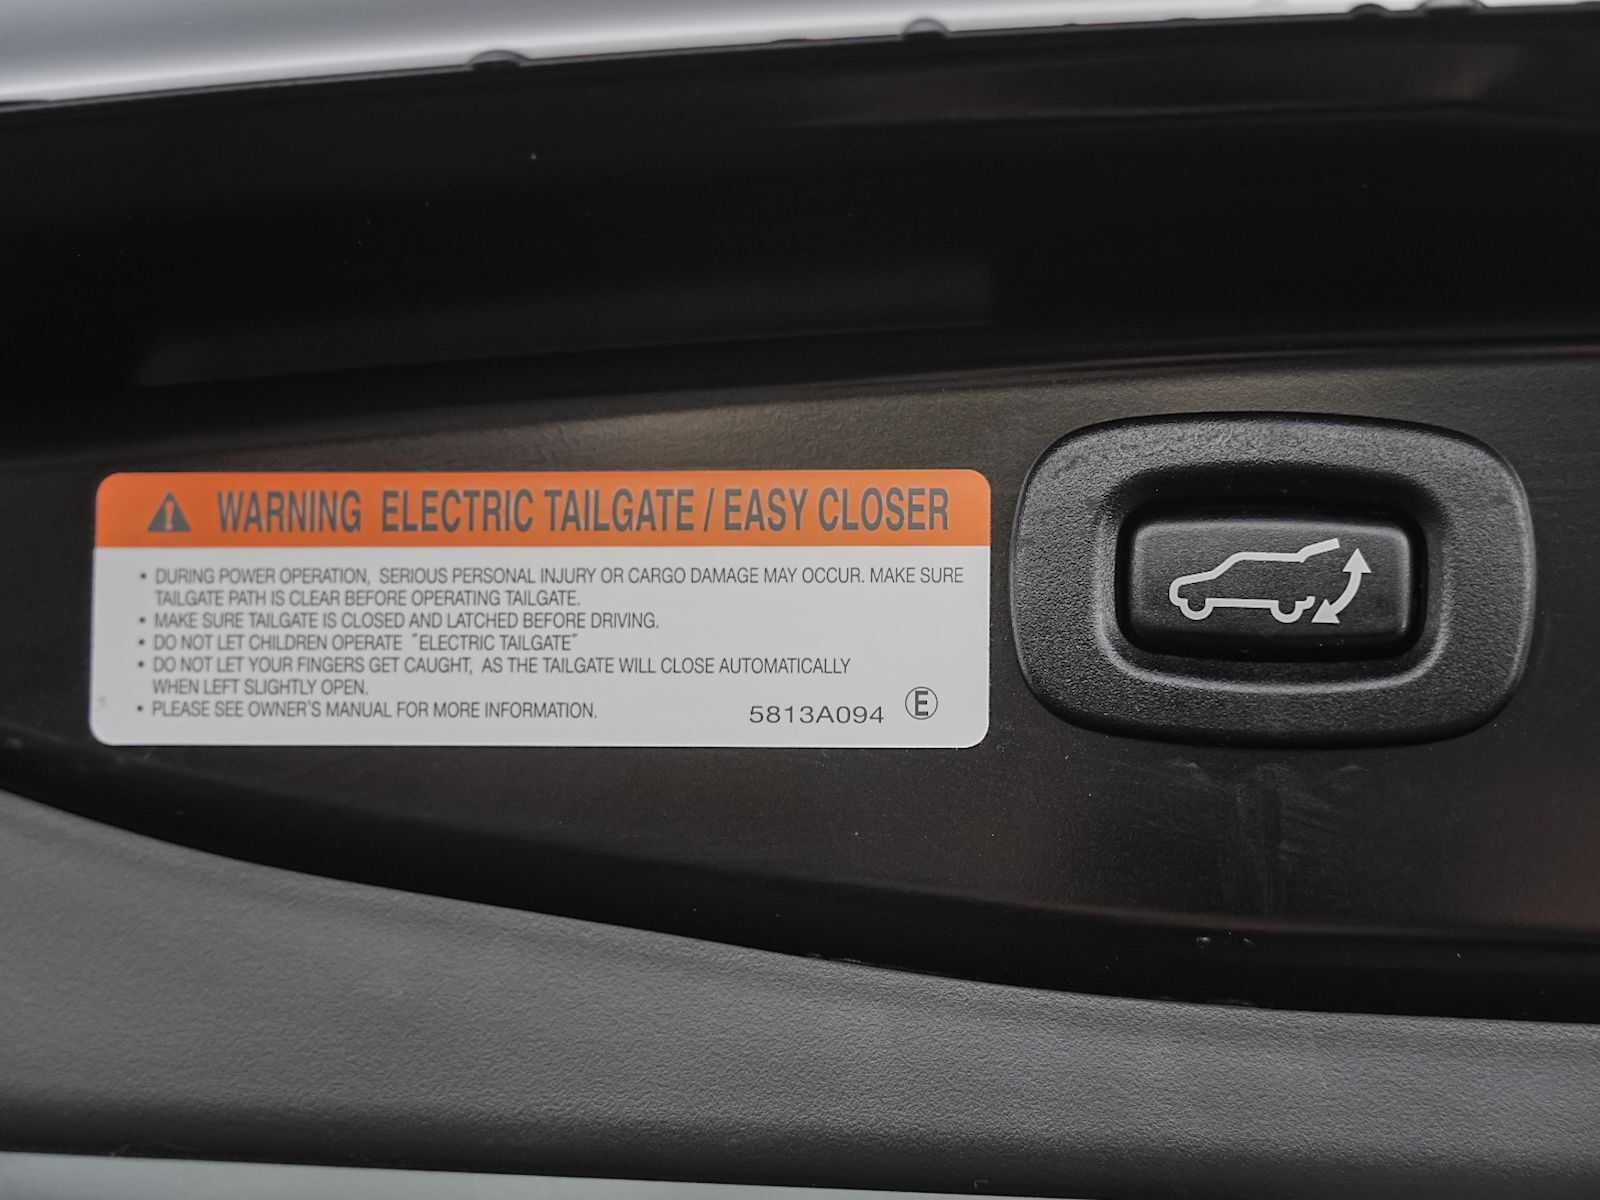 WARNING ELECTRIC TAILGATE / EASY CLOSER
• DURING POWER OPERATION, SERIOUS PERSONAL INJURY OR CARGO DAMAGE MAY OCCUR. MAKE SURE
TAILGATE PATH IS CLEAR BEFORE OPERATING TAILGATE.
• MAKE SURE TAILGATE IS CLOSED AND LATCHED BEFORE DRIVING.
• DO NOT LET CHILDREN OPERATE "ELECTRIC TAILGATE"
• DO NOT LET YOUR FINGERS GET CAUGHT, AS THE TAILGATE WILL CLOSE AUTOMATICALLY
WHEN LEFT SLIGHTLY OPEN.
• PLEASE SEE OWNER'S MANUAL FOR MORE INFORMATION.
5813A094 Ⓔ